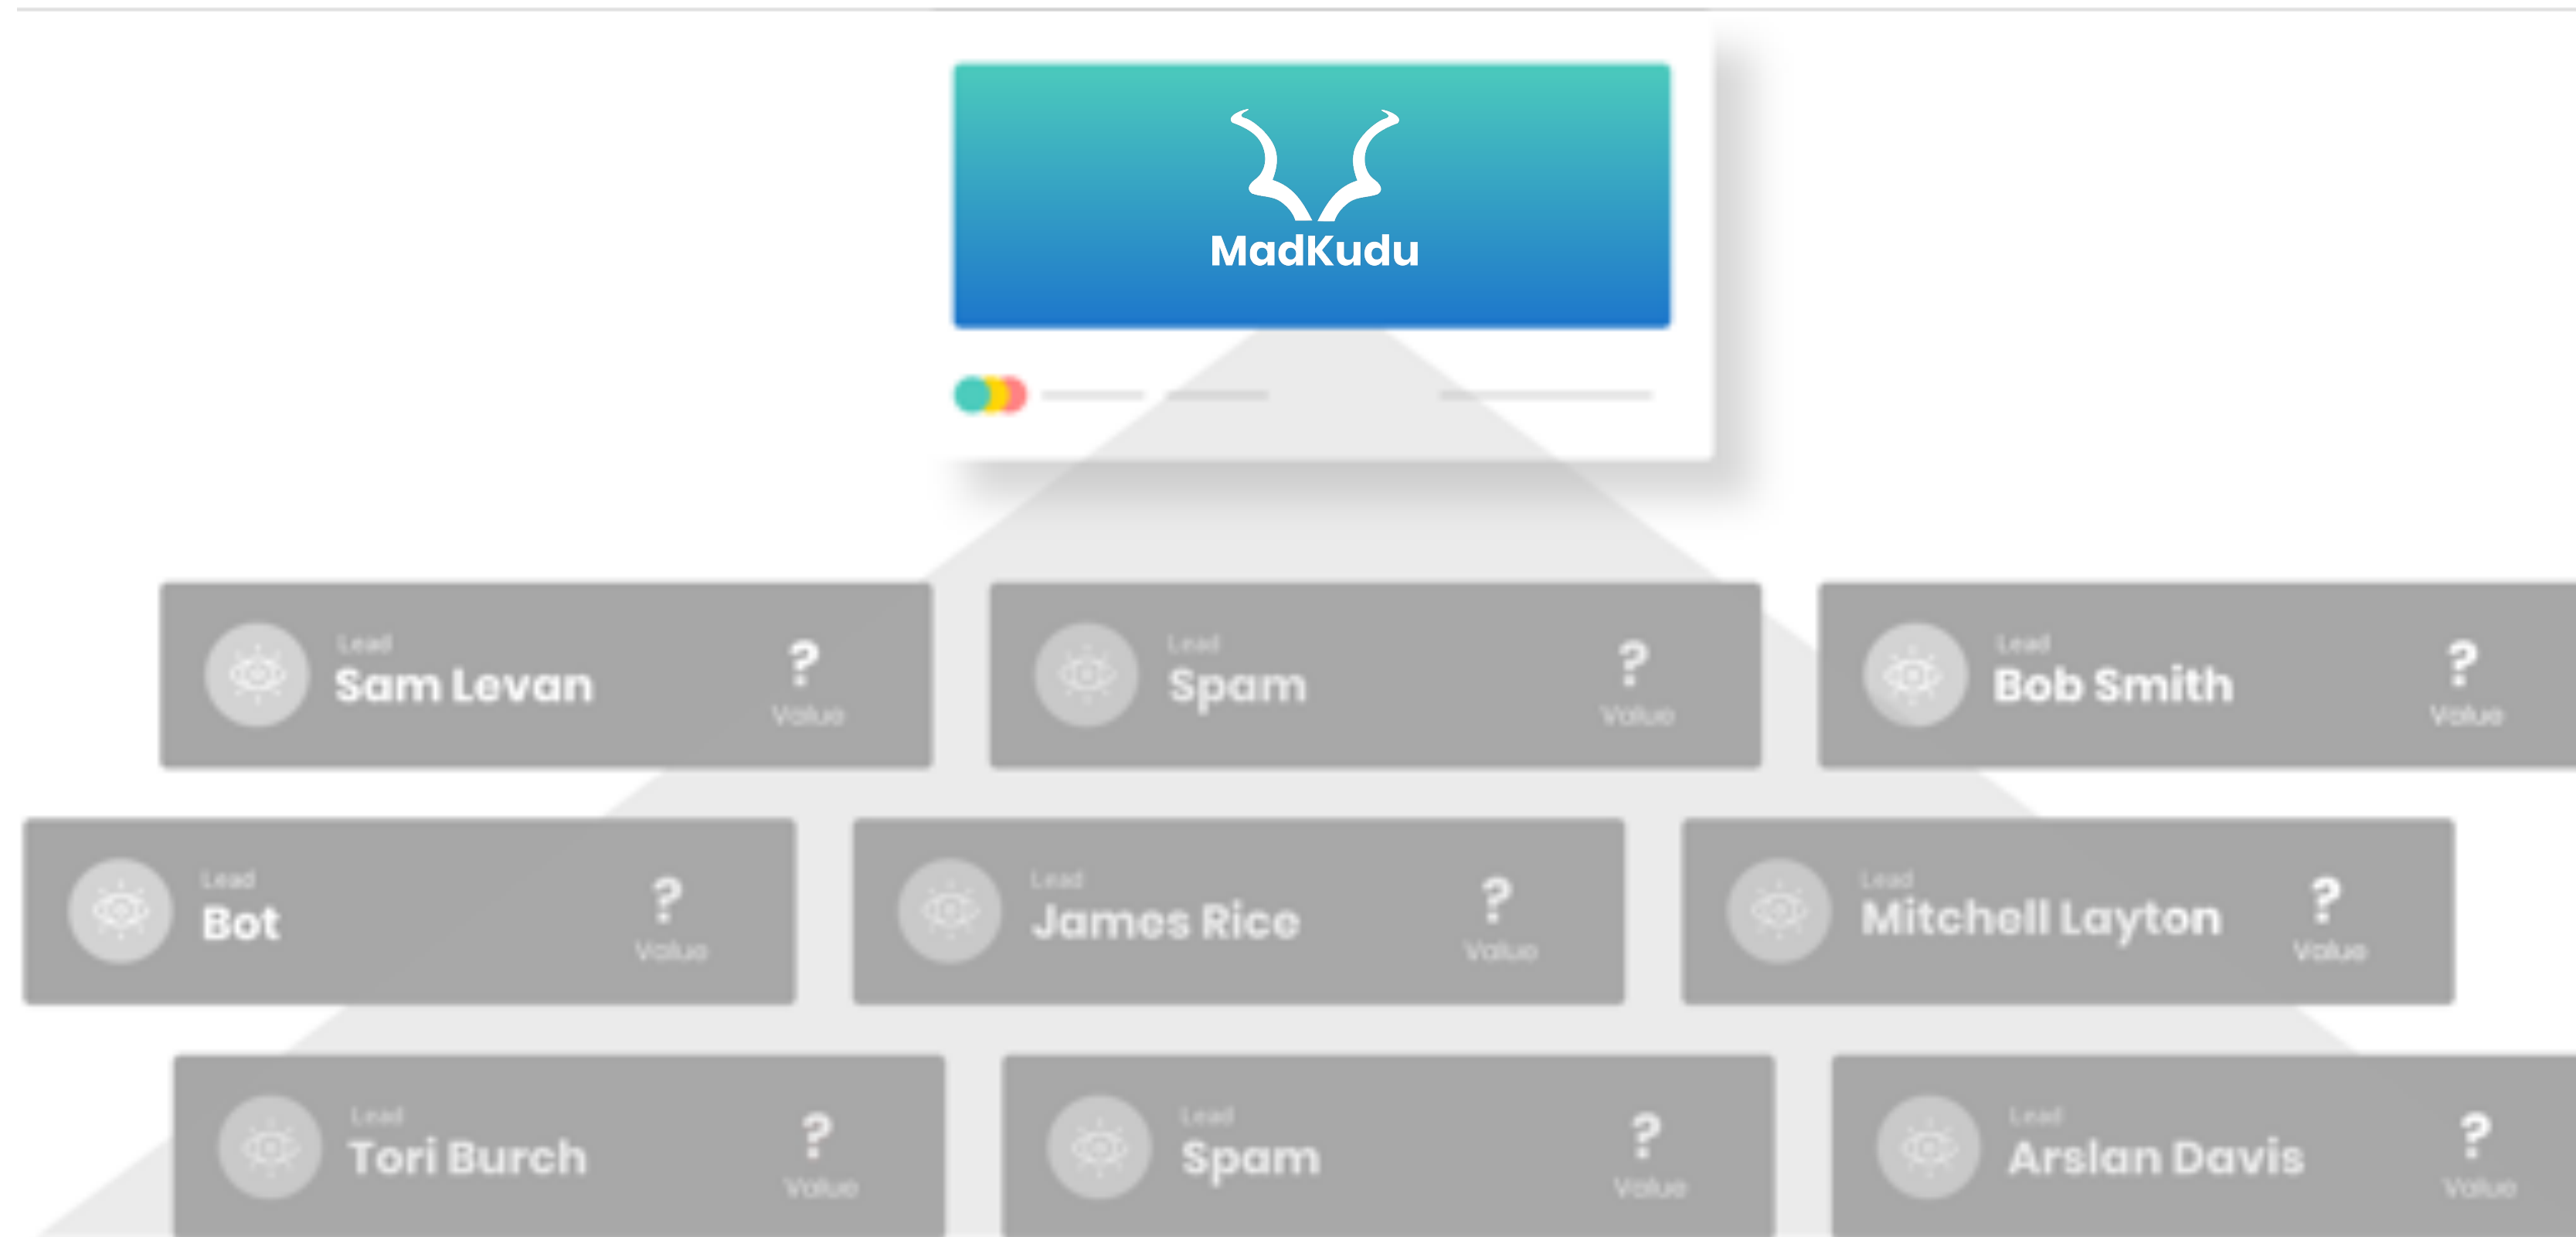 MadKudu
Lead
Sam Levan
?
Value
Lead
Spam
?
Value
Lead
Bob Smith
?
Value
Lead
Bot
?
Value
Lead
James Rice
?
Value
Lead
Mitchell Layton
?
Value
Lead
Tori Burch
?
Value
Lead
Spam
?
Value
Lead
Arslan Davis
?
Value